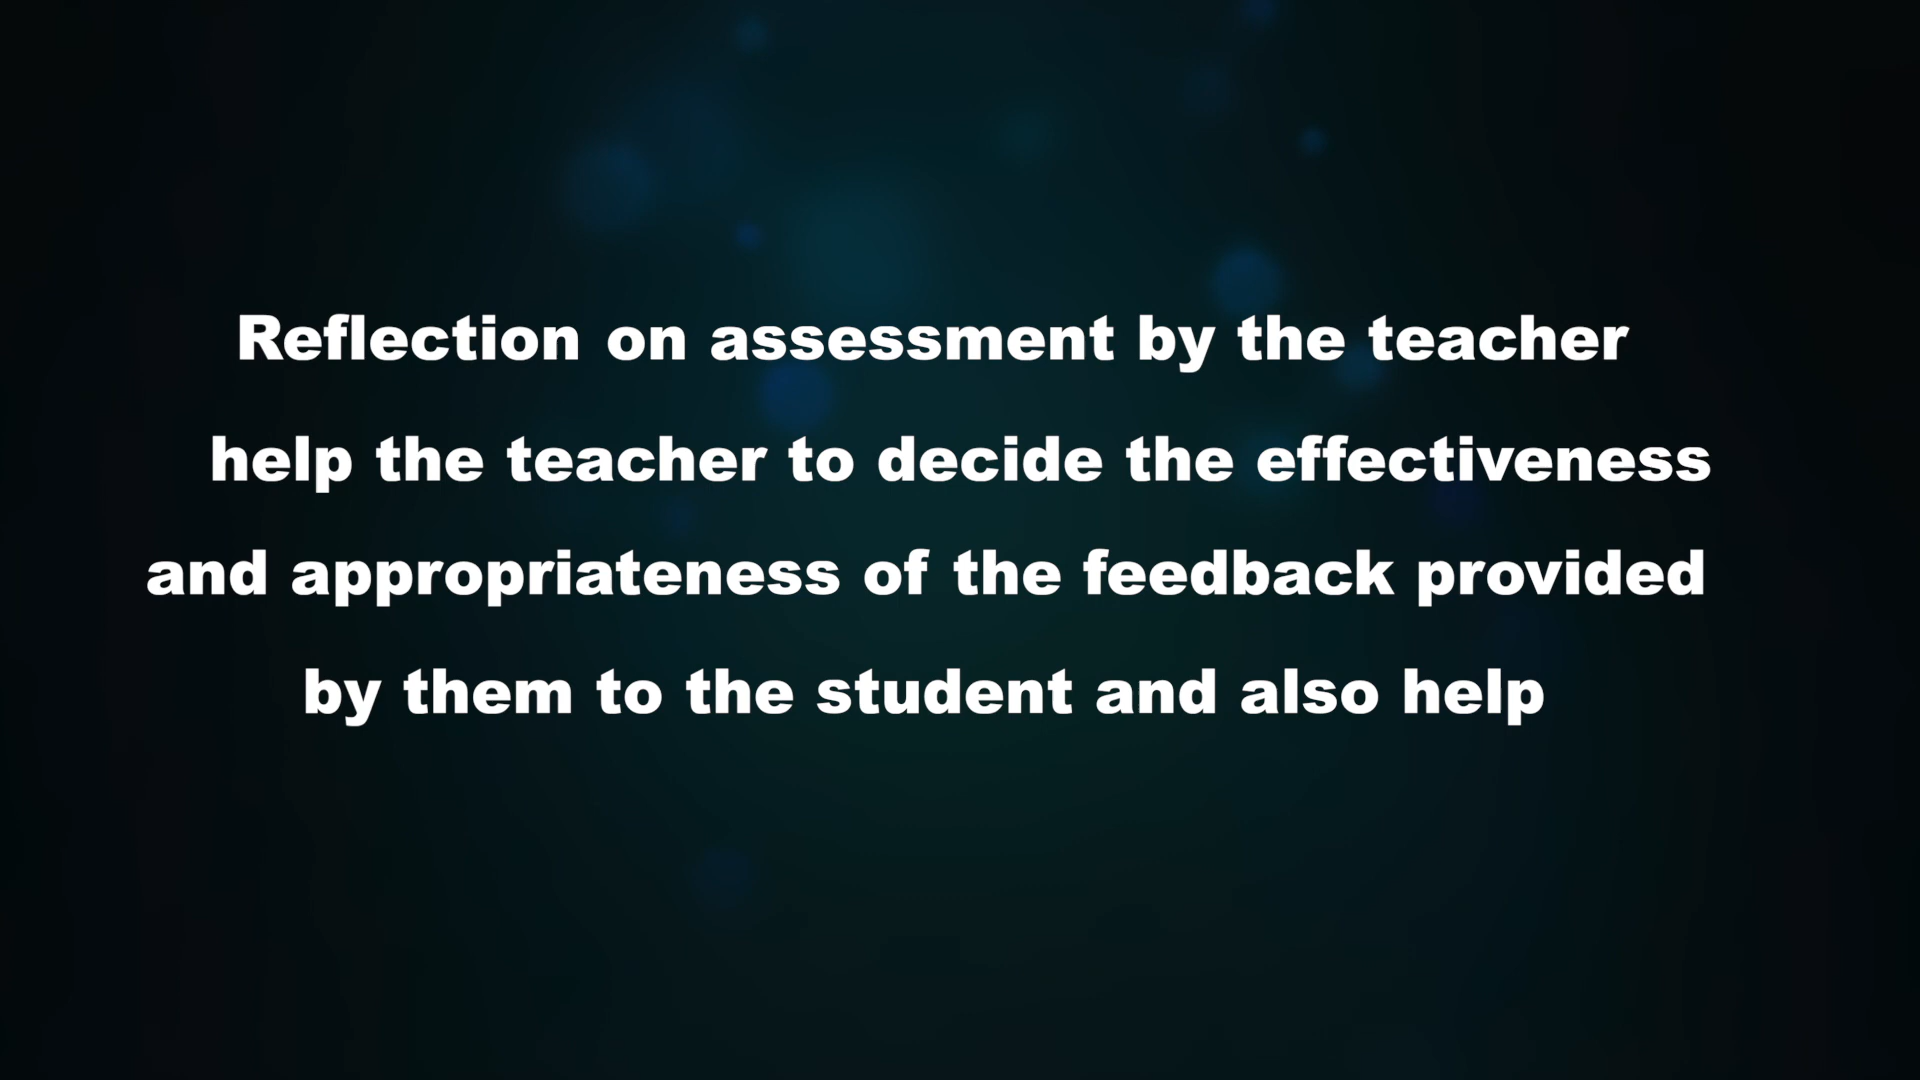 Reflection on assessment by the teacher
help the teacher to decide the effectiveness
and appropriateness of the feedback provided
by them to the student and also help